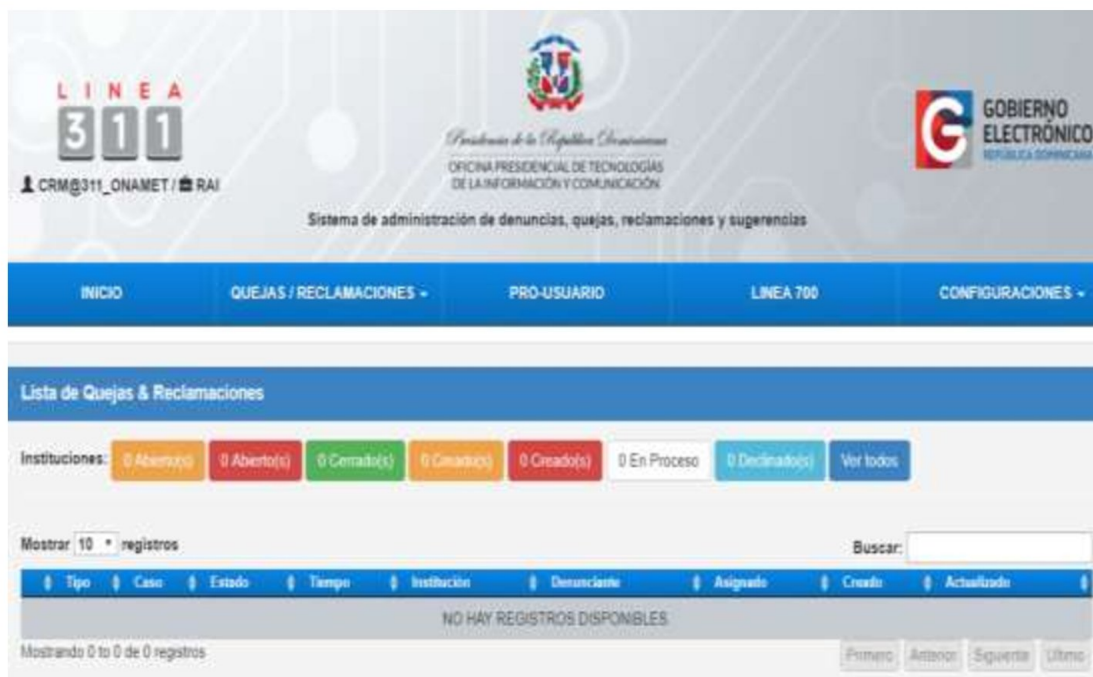 LINEA
311
CRM@311_ONAMET / RAI
Presidencia de la República Dominicana
OFICINA PRESIDENCIAL DE TECNOLOGÍAS
DE LA INFORMACIÓN Y COMUNICACIÓN
GOBIERNO
ELECTRÓNICO
REPÚBLICA DOMINICANA
Sistema de administración de denuncias, quejas, reclamaciones y sugerencias
INICIO QUEJAS / RECLAMACIONES PRO-USUARIO LINEA 700 CONFIGURACIONES
Lista de Quejas & Reclamaciones
Instituciones: 0 Abierto(s) 0 Abierto(s) 0 Cerrado(s) 0 Creado(s) 0 Creado(s) 0 En Proceso 0 Declinado(s) Ver todos
Mostrar 10 registros Buscar:
Tipo Caso Estado Tiempo Institución Denunciante Asignado Creado Actualizado
NO HAY REGISTROS DISPONIBLES
Mostrando 0 to 0 de 0 registros Primero Anterior Siguiente Ultimo